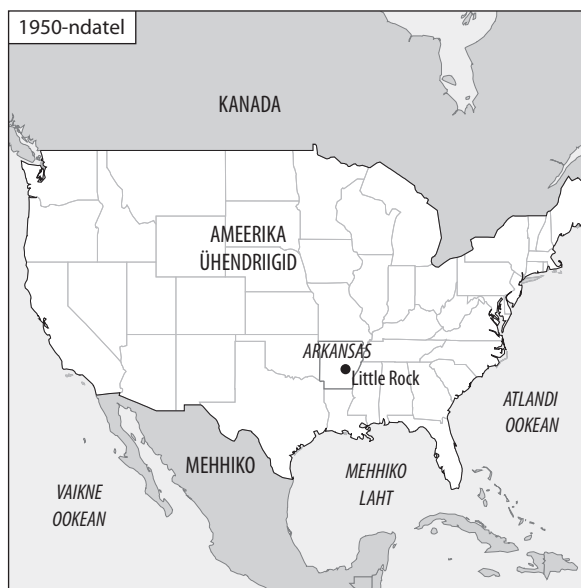 1950-ndatel
KANADA
AMEERIKA
ÜHENDRIIGID
ARKANSAS
Little Rock
ATLANDI
OOKEAN
MEHHIKO
MEHHIKO
LAHT
VAIKNE
OOKEAN